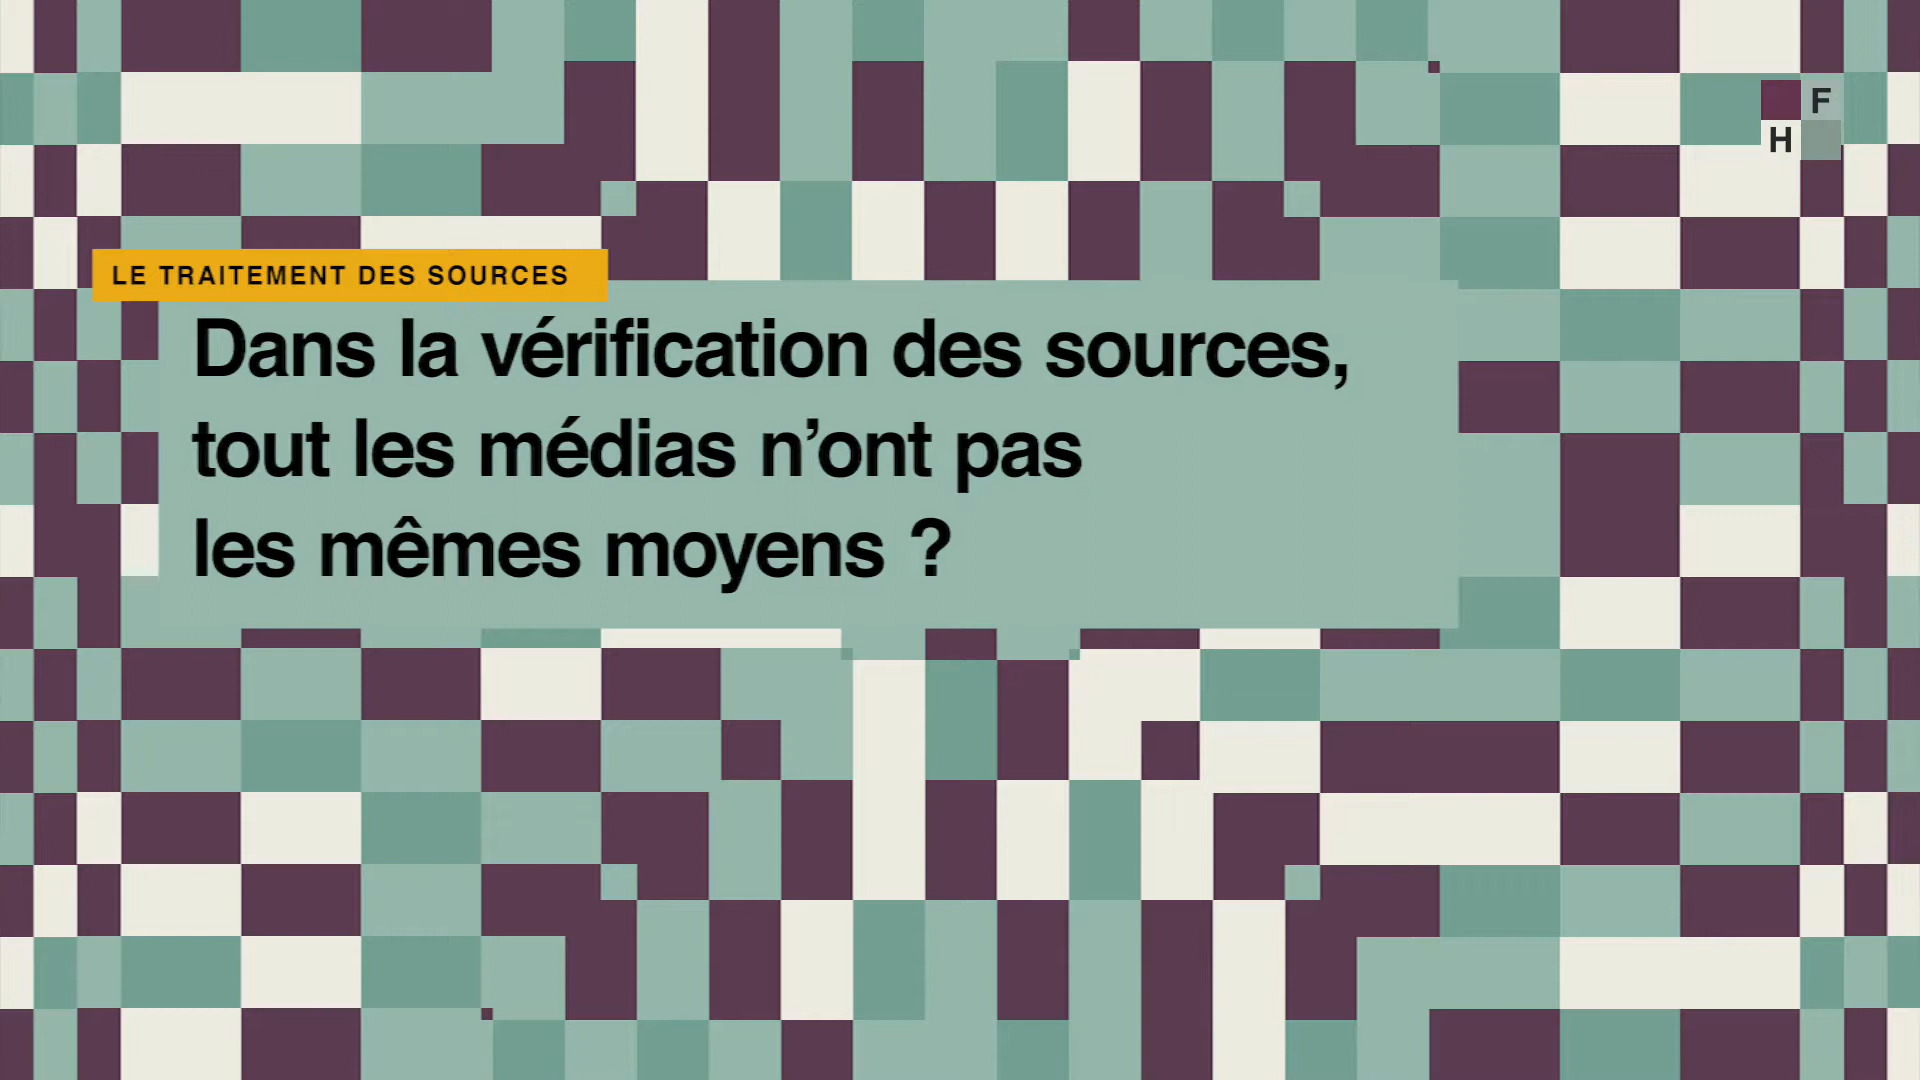 F
H
LE TRAITEMENT DES SOURCES
Dans la vérification des sources,
tout les médias n’ont pas
les mêmes moyens ?